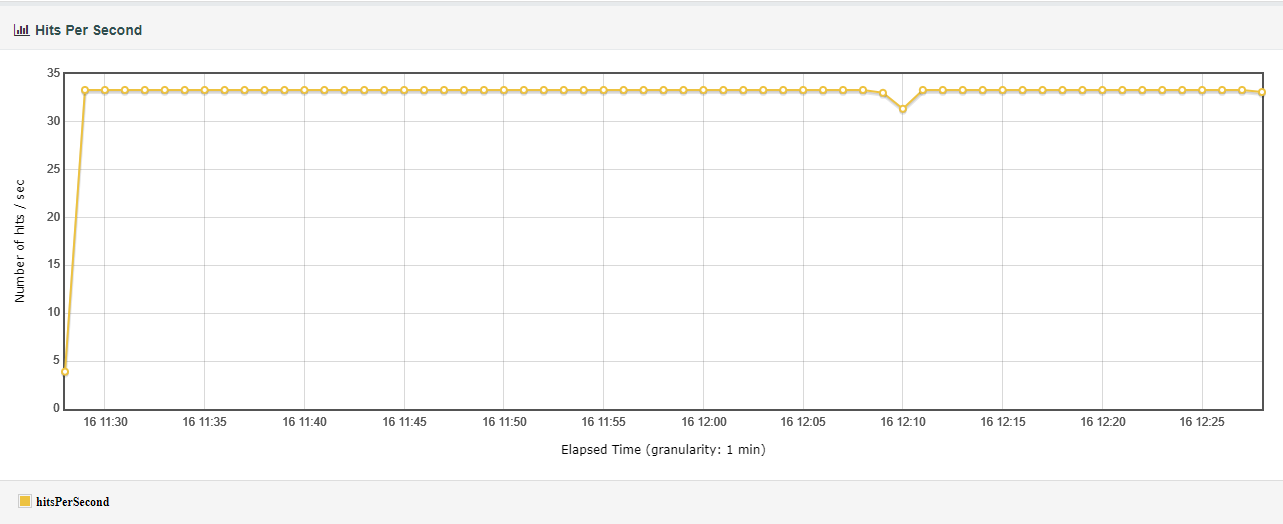 Hits Per Second
35
30
25
20
15
10
5
0
Number of hits / sec
16 11:30 16 11:35 16 11:40 16 11:45 16 11:50 16 11:55 16 12:00 16 12:05 16 12:10 16 12:15 16 12:20 16 12:25
Elapsed Time (granularity: 1 min)
hitsPerSecond